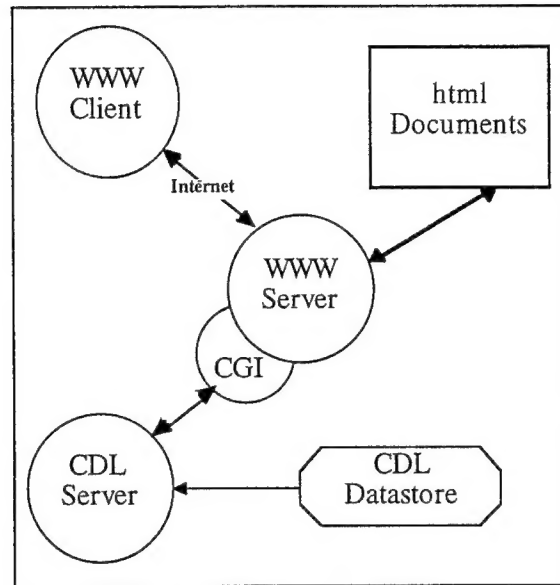 WWW
Client
html
Documents
Internet
WWW
Server
CGI
CDL
Server
CDL
Datastore